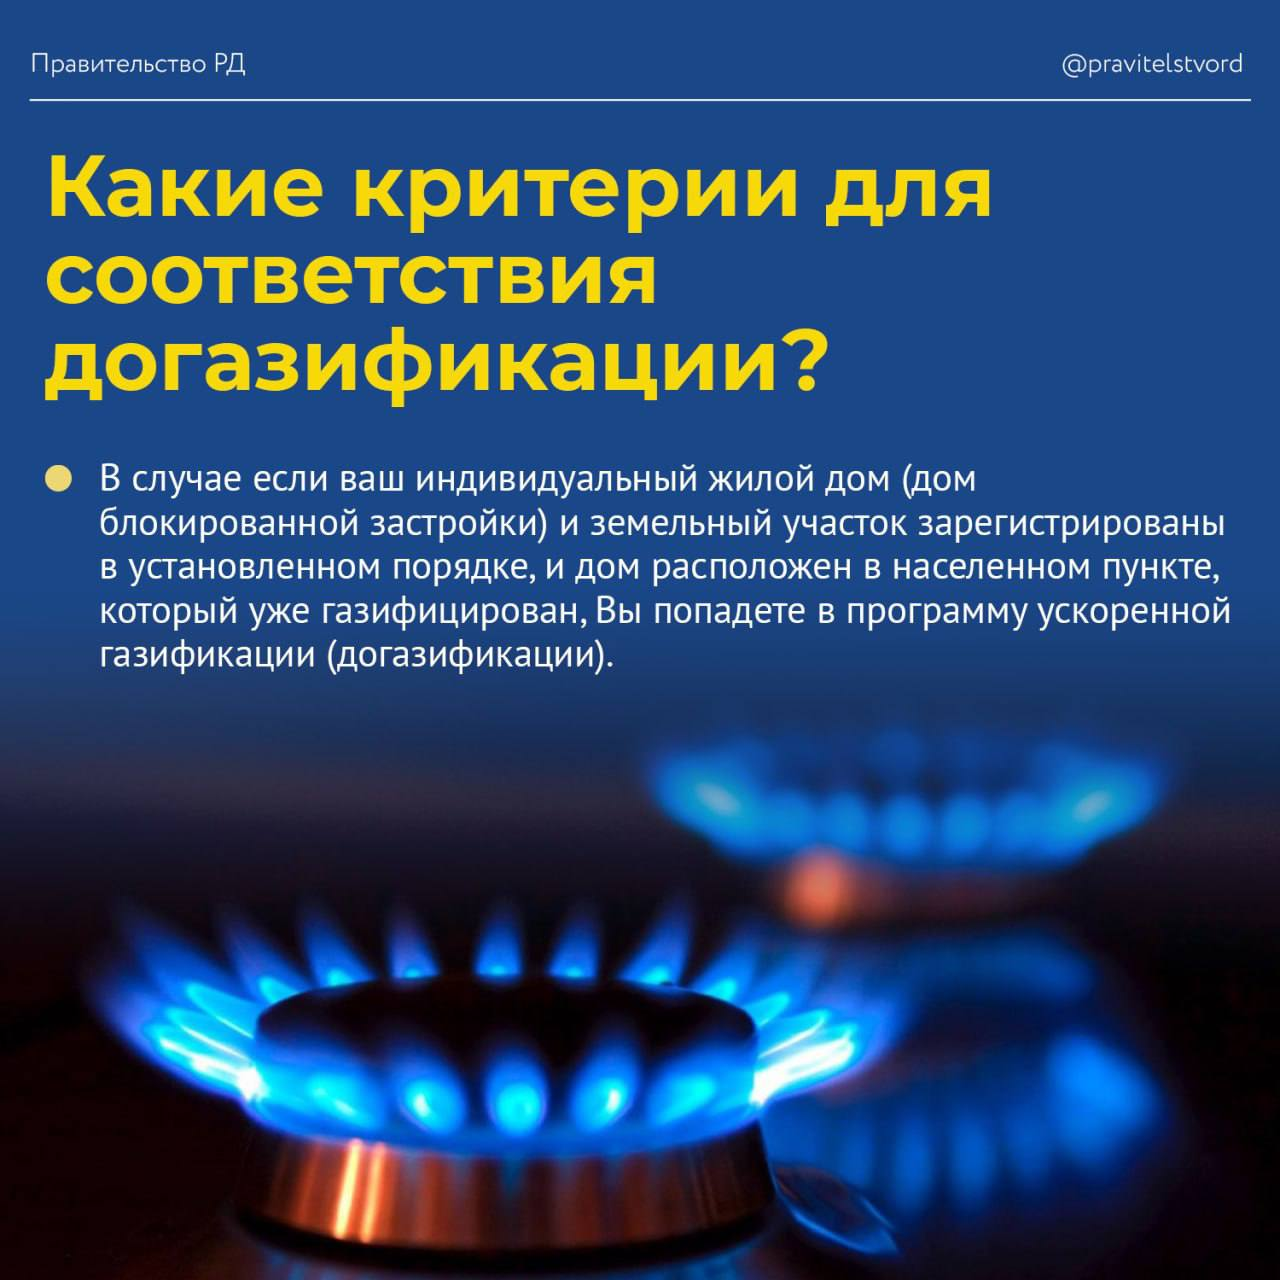 Правительство РД
@pravitelstvord
Какие критерии для
соответствия
догазификации?
В случае если ваш индивидуальный жилой дом (дом
блокированной застройки) и земельный участок зарегистрированы
в установленном порядке, и дом расположен в населенном пункте,
который уже газифицирован, Вы попадете в программу ускоренной
газификации (догазификации).